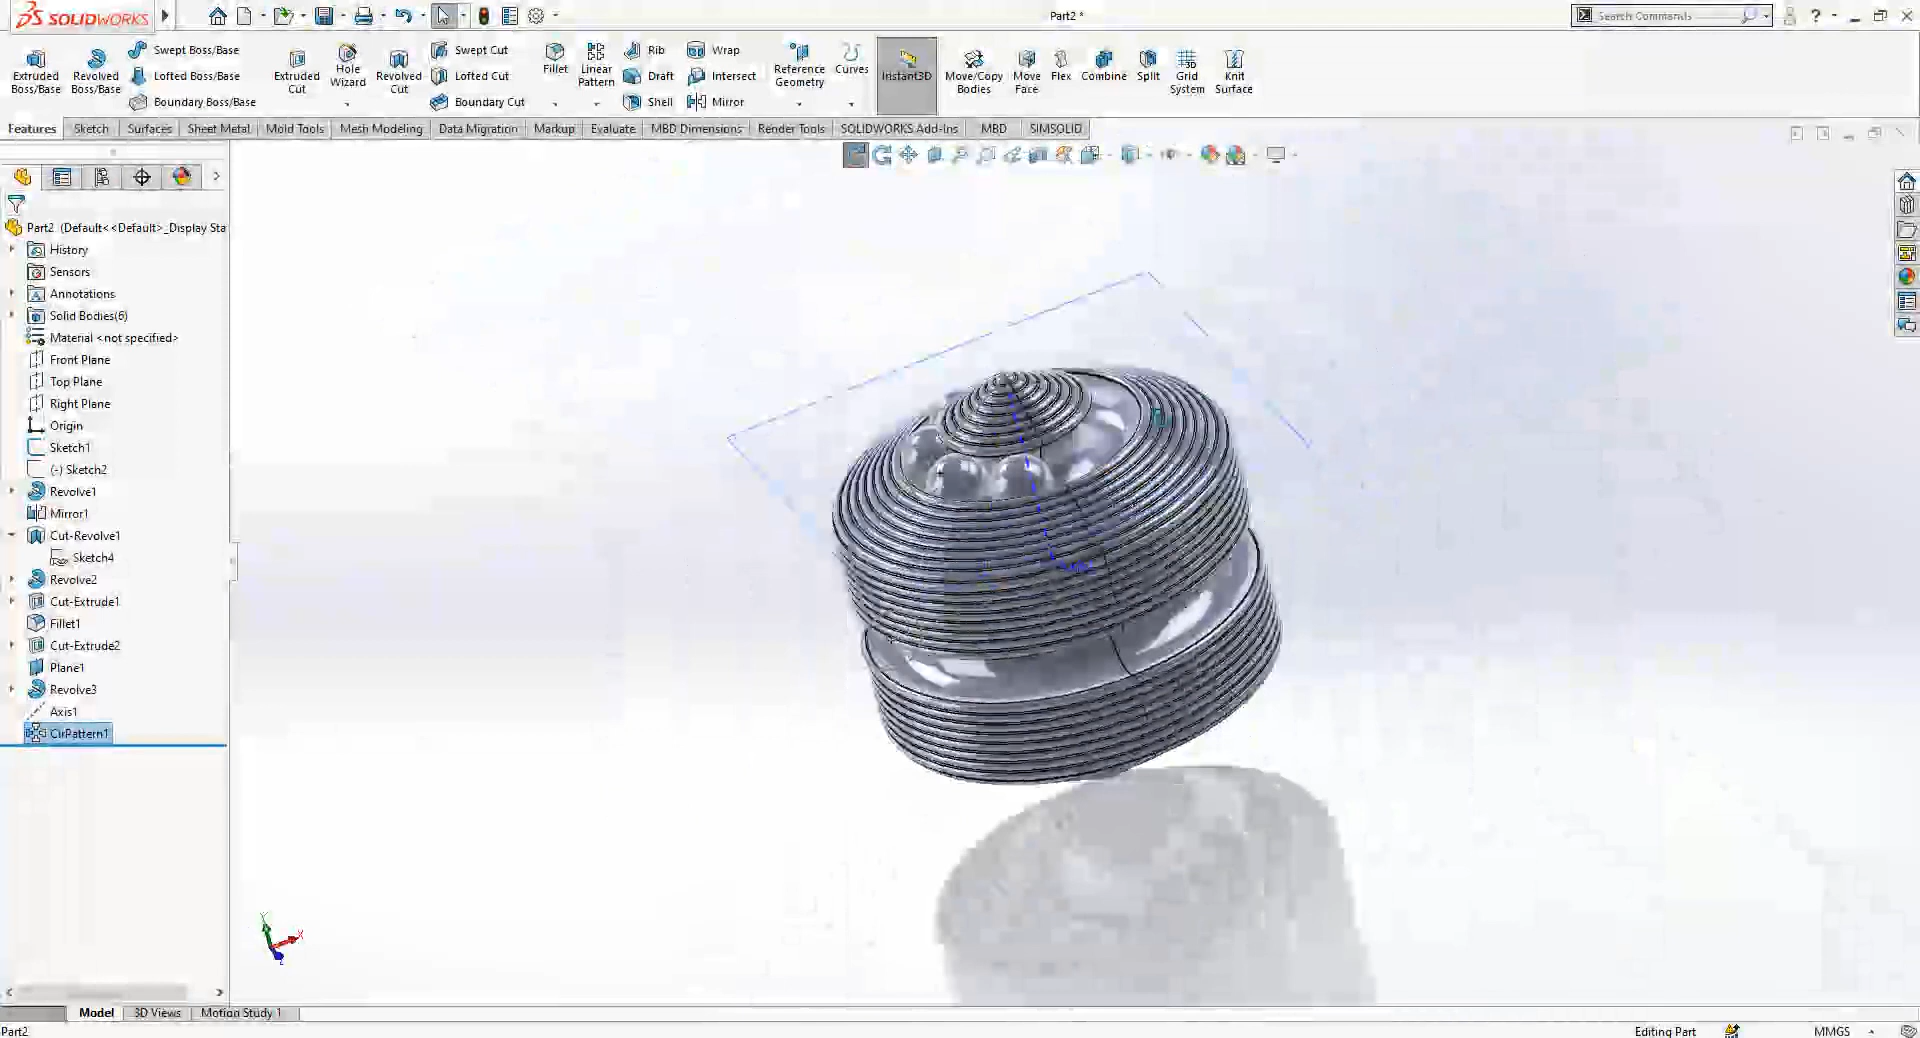 SOLIDWORKS
Part2 *
Search Commands
?
Extruded Boss/Base
Revolved Boss/Base
Swept Boss/Base
Lofted Boss/Base
Boundary Boss/Base
Extruded Cut
Hole Wizard
Revolved Cut
Swept Cut
Lofted Cut
Boundary Cut
Fillet
Linear Pattern
Rib
Draft
Shell
Wrap
Intersect
Mirror
Reference Geometry
Curves
Instant3D
Move/Copy Bodies
Move Face
Flex
Combine
Split
Grid System
Knit Surface
Features
Sketch
Surfaces
Sheet Metal
Mold Tools
Mesh Modeling
Data Migration
Markup
Evaluate
MBD Dimensions
Render Tools
SOLIDWORKS Add-Ins
MBD
SIMSOLID
Part2 (Default<<Default>_Display Sta
History
Sensors
Annotations
Solid Bodies(6)
Material <not specified>
Front Plane
Top Plane
Right Plane
Origin
Sketch1
(-) Sketch2
Revolve1
Mirror1
Cut-Revolve1
Sketch4
Revolve2
Cut-Extrude1
Fillet1
Cut-Extrude2
Plane1
Revolve3
Axis1
CirPattern1
Y
X
Z
Model
3D Views
Motion Study 1
Part2
Editing Part
MMGS